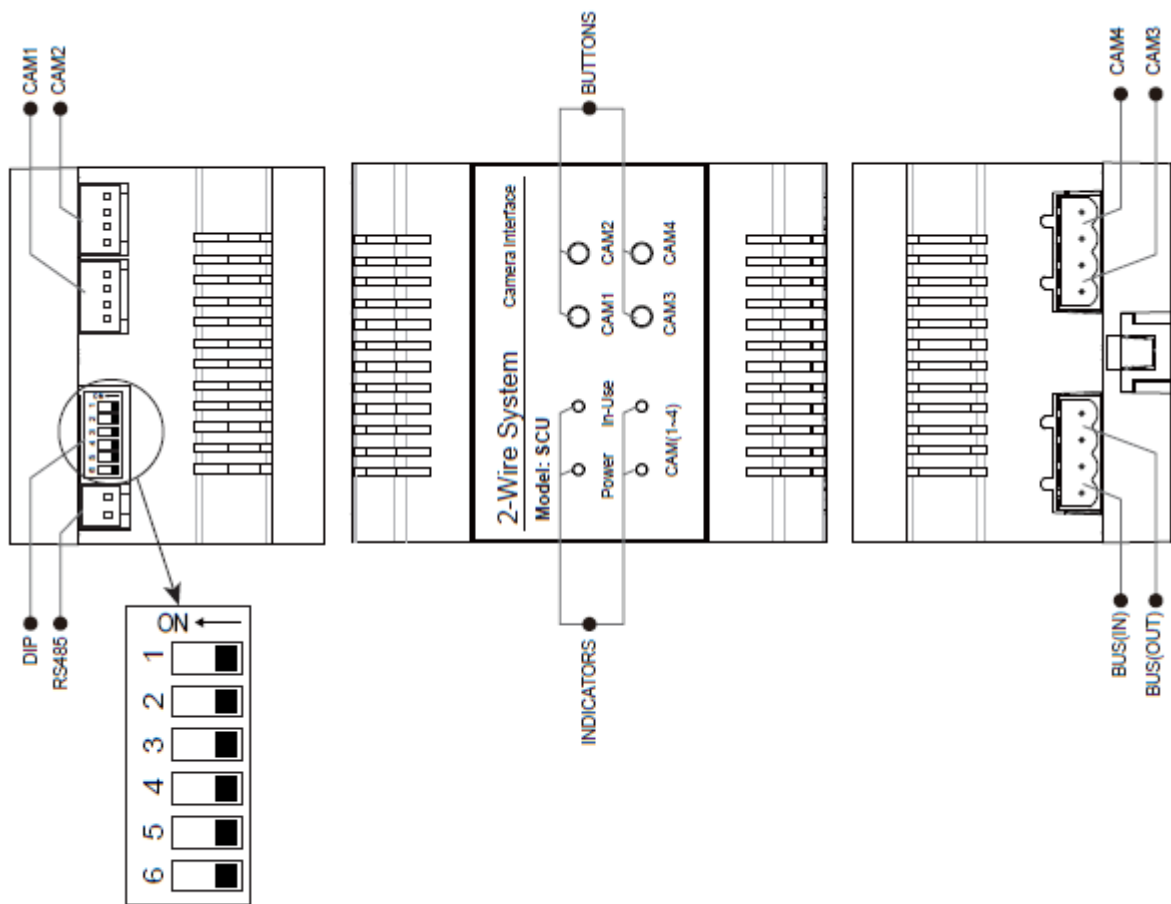 CAM1
CAM2
DIP
RS485
ON
1
2
3
4
5
6
BUTTONS
2-Wire System Camera Interface
Model: SCU
Power In-Use CAM1 CAM2
CAM(1~4) CAM3 CAM4
INDICATORS
CAM4
CAM3
BUS(IN)
BUS(OUT)